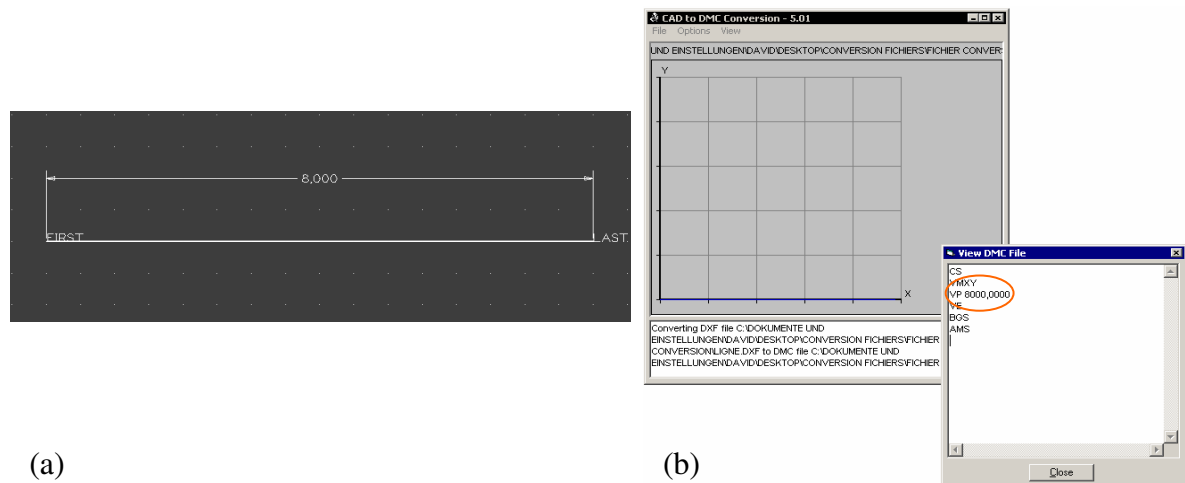 8,000
FIRST
LAST
(a)
CAD to DMC Conversion - 5.01
File Options View
UND EINSTELLUNGEN\DAVID\DESKTOP\CONVERSION FICHIERS\FICHIER CONVER
Y
X
Converting DXF file C:\DOKUMENTE UND
EINSTELLUNGEN\DAVID\DESKTOP\CONVERSION FICHIERS\FICHIER
CONVERSION\LIGNE.DXF to DMC file C:\DOKUMENTE UND
EINSTELLUNGEN\DAVID\DESKTOP\CONVERSION FICHIERS\FICHIER
View DMC File
CS
VMXY
VP 8000,0000
VE
BGS
AMS
Close
(b)